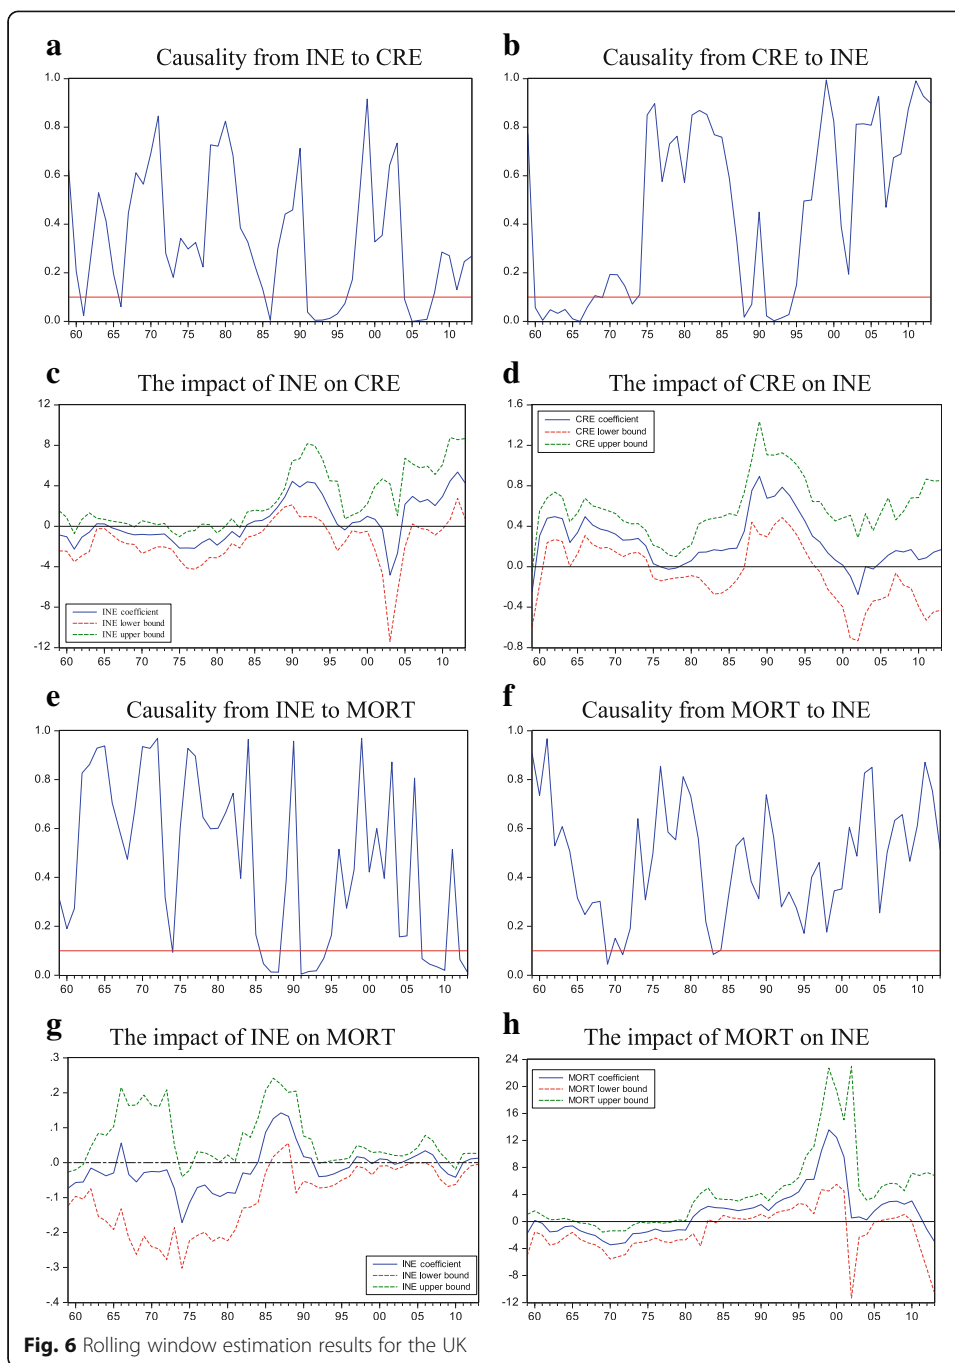 a
Causality from INE to CRE
1.0
0.8
0.6
0.4
0.2
0.0
60 65 70 75 80 85 90 95 00 05 10
b
Causality from CRE to INE
1.0
0.8
0.6
0.4
0.2
0.0
60 65 70 75 80 85 90 95 00 05 10
c
The impact of INE on CRE
12
8
4
0
-4
-8
-12
INE coefficient
INE lower bound
INE upper bound
60 65 70 75 80 85 90 95 00 05 10
d
The impact of CRE on INE
1.6
1.2
0.8
0.4
0.0
-0.4
-0.8
CRE coefficient
CRE lower bound
CRE upper bound
60 65 70 75 80 85 90 95 00 05 10
e
Causality from INE to MORT
1.0
0.8
0.6
0.4
0.2
0.0
60 65 70 75 80 85 90 95 00 05 10
f
Causality from MORT to INE
1.0
0.8
0.6
0.4
0.2
0.0
60 65 70 75 80 85 90 95 00 05 10
g
The impact of INE on MORT
.3
.2
.1
.0
-.1
-.2
-.3
-.4
INE coefficient
INE lower bound
INE upper bound
60 65 70 75 80 85 90 95 00 05 10
h
The impact of MORT on INE
24
20
16
12
8
4
0
-4
-8
-12
MORT coefficient
MORT lower bound
MORT upper bound
60 65 70 75 80 85 90 95 00 05 10
Fig. 6 Rolling window estimation results for the UK